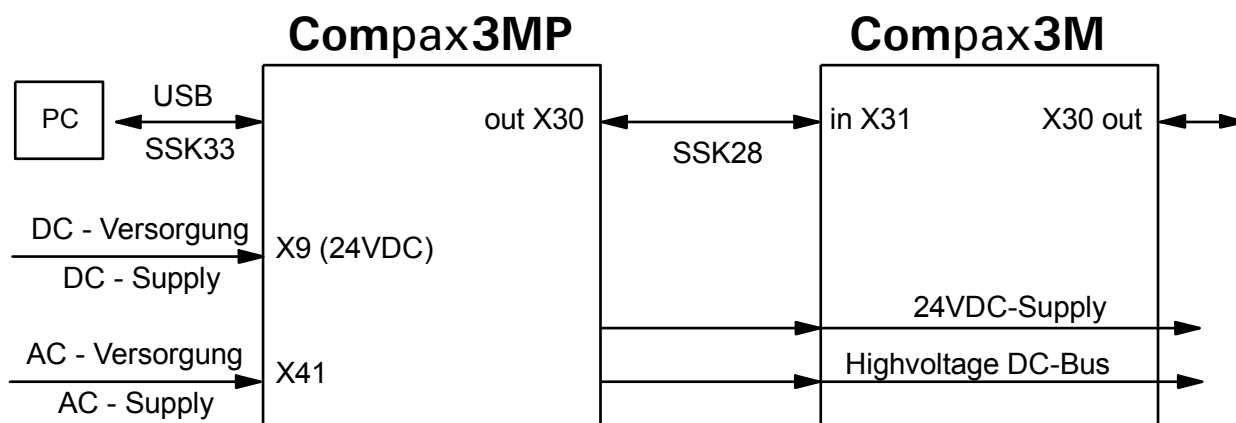 Compax3MP
Compax3M
PC
USB
SSK33
out X30
SSK28
in X31
X30 out
DC - Versorgung
DC - Supply
X9 (24VDC)
24VDC-Supply
AC - Versorgung
AC - Supply
X41
Highvoltage DC-Bus